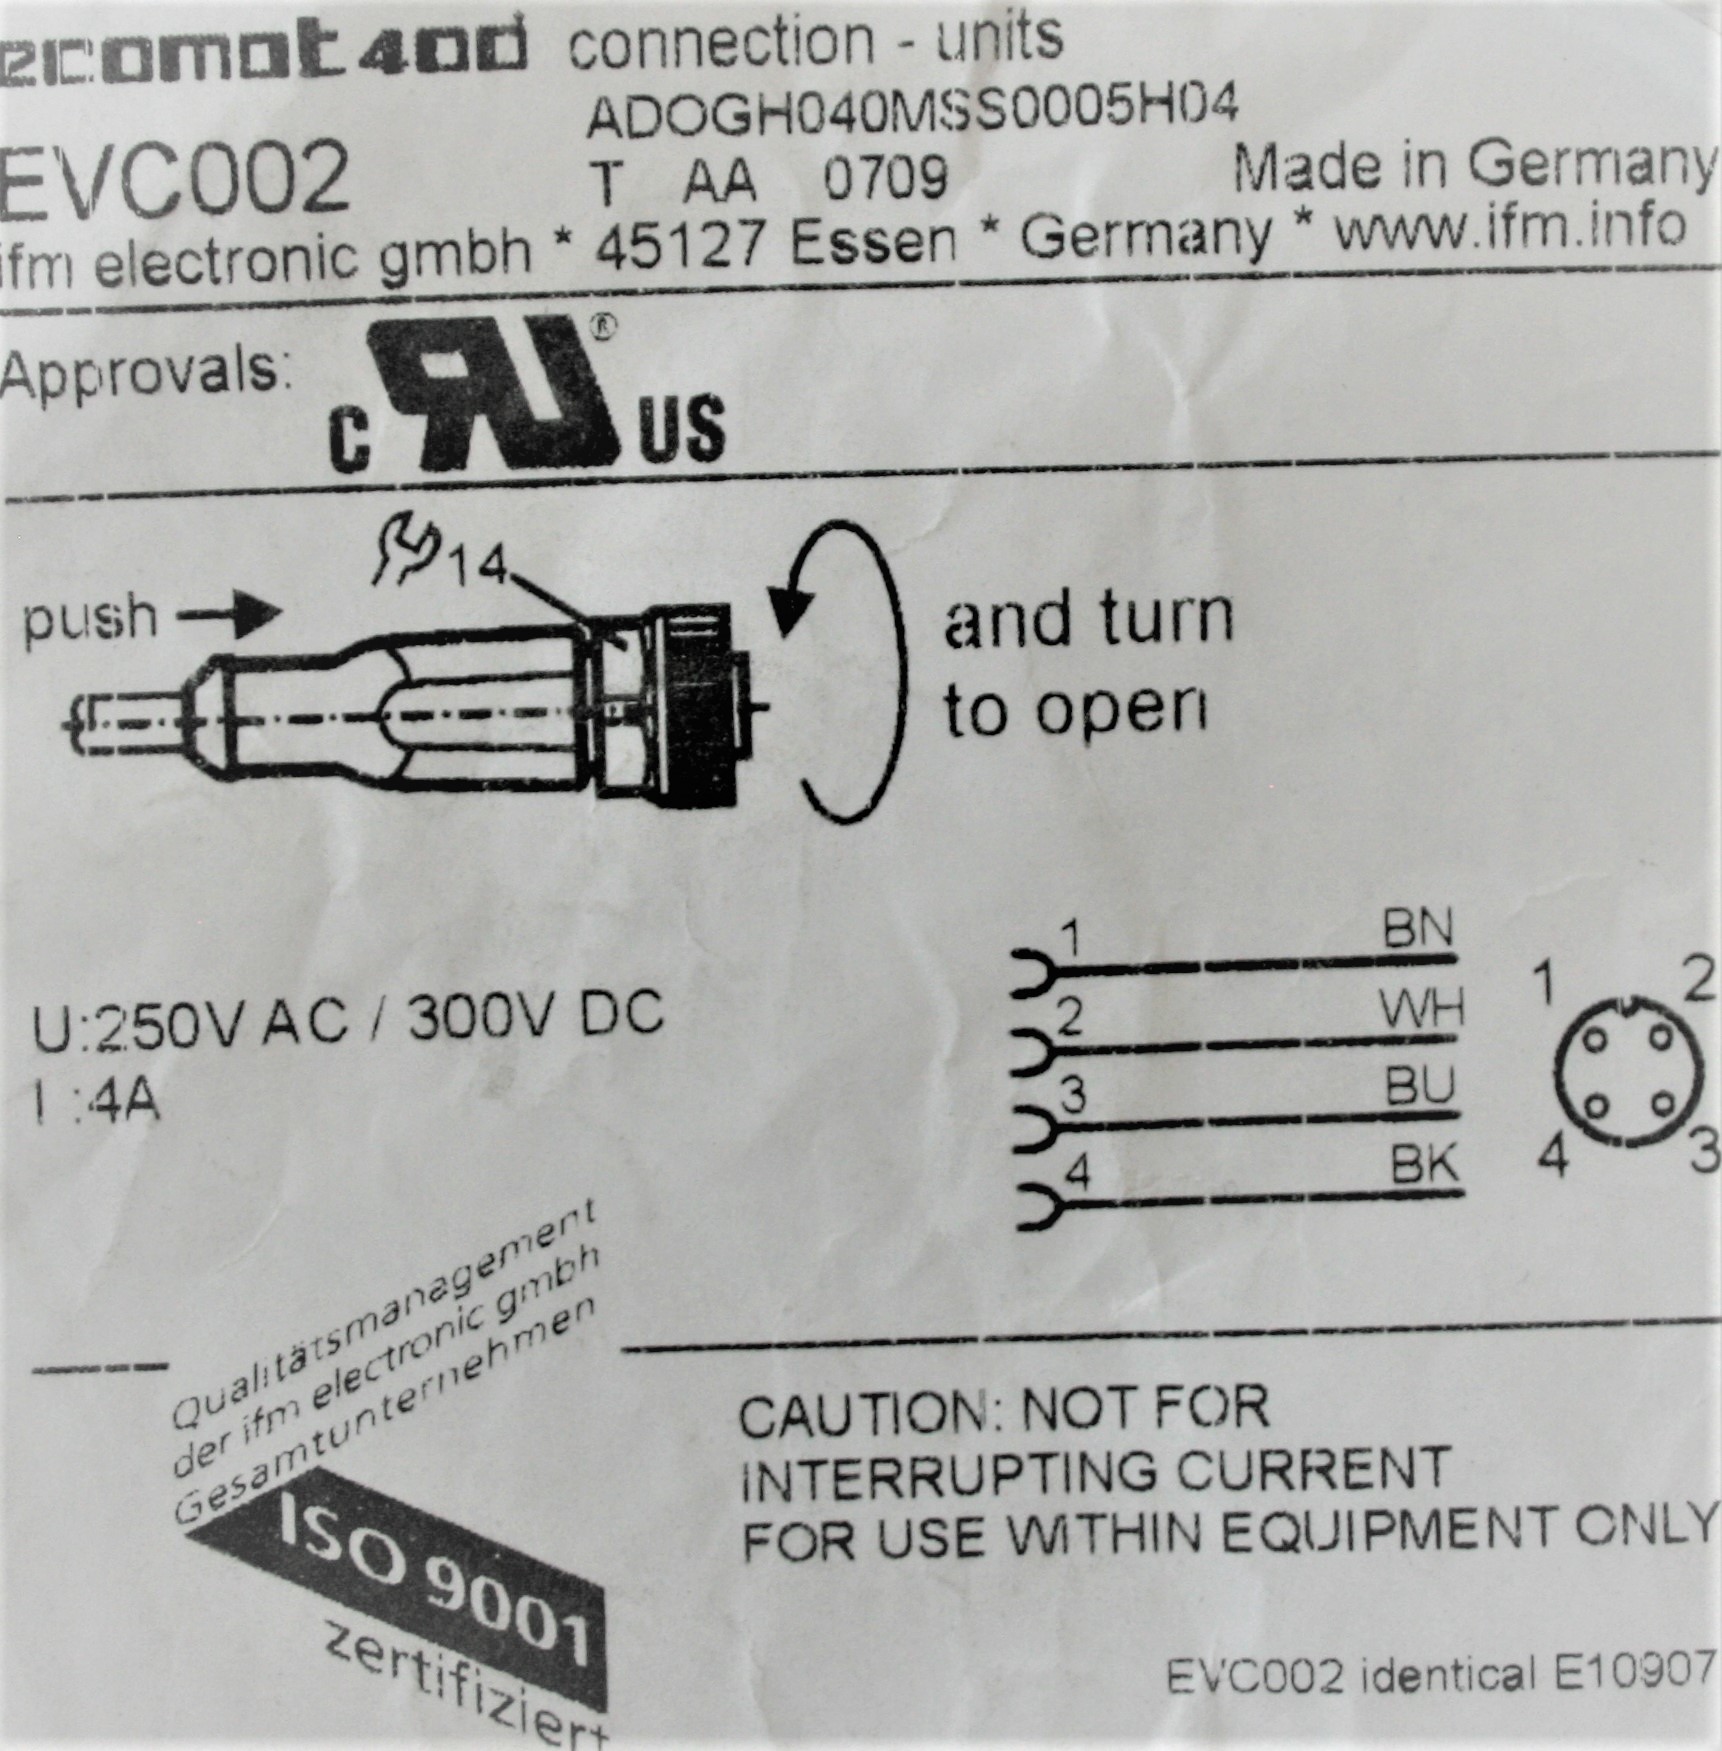 ecomat 400 connection - units
ADOGH040MSS0005H04
EVC002 T AA 0709 Made in Germany
ifm electronic gmbh * 45127 Essen * Germany * www.ifm.info
Approvals: C RU ® US
14
push and turn
to open
1 BN
2 WH
3 BU
4 BK
1 2
4 3
U:250V AC / 300V DC
I :4A
Qualitätsmanagement
der ifm electronic gmbh
Gesamtunternehmen
ISO 9001
zertifiziert
CAUTION: NOT FOR
INTERRUPTING CURRENT
FOR USE WITHIN EQUIPMENT ONLY
EVC002 identical E10907